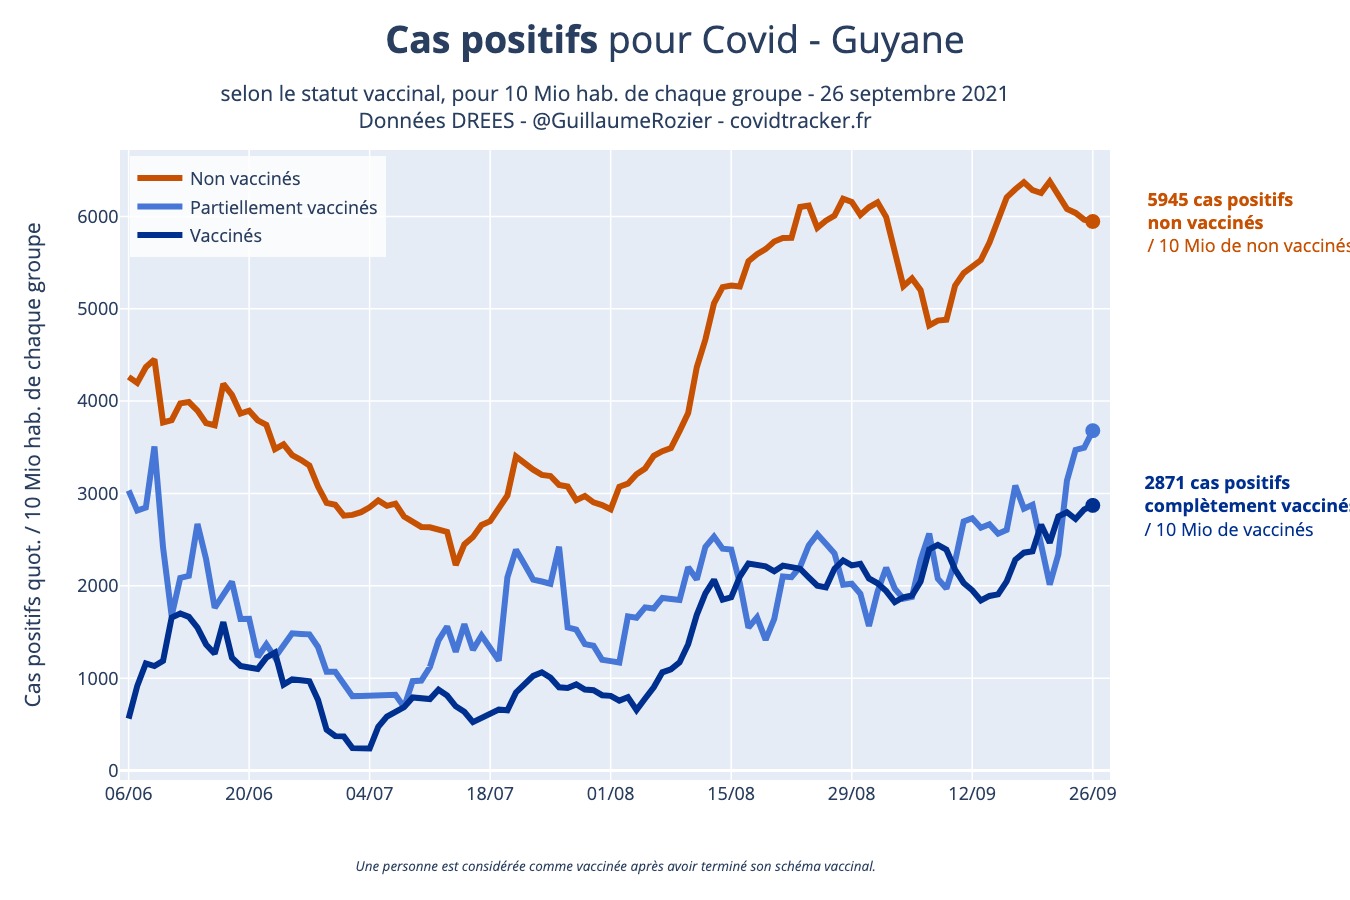 Cas positifs pour Covid - Guyane
selon le statut vaccinal, pour 10 Mio hab. de chaque groupe - 26 septembre 2021
Données DREES - @GuillaumeRozier - covidtracker.fr
Cas positifs quot. / 10 Mio hab. de chaque groupe
Non vaccinés
Partiellement vaccinés
Vaccinés
6000
5000
4000
3000
2000
1000
0
06/06
20/06
04/07
18/07
01/08
15/08
29/08
12/09
26/09
5945 cas positifs
non vaccinés
/ 10 Mio de non vaccinés
2871 cas positifs
complètement vaccinés
/ 10 Mio de vaccinés
Une personne est considérée comme vaccinée après avoir terminé son schéma vaccinal.